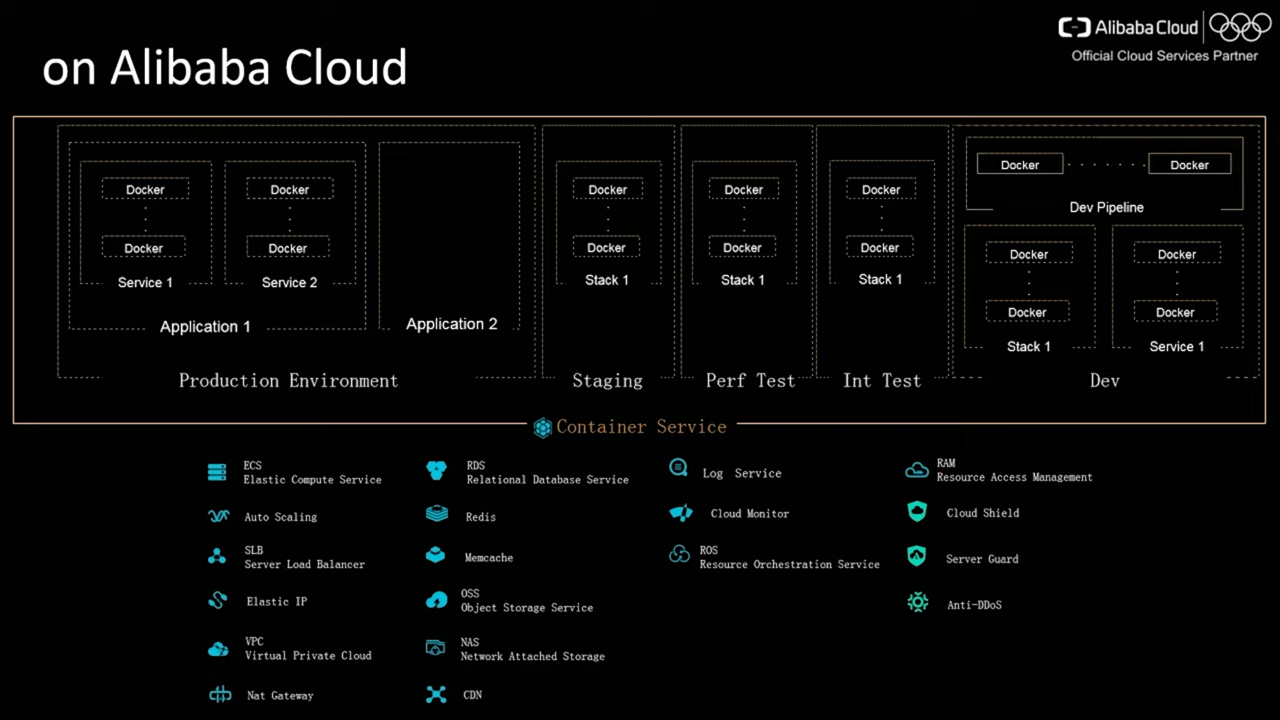 Alibaba Cloud
Official Cloud Services Partner
on Alibaba Cloud
Docker
Docker
Service 1
Docker
Docker
Service 2
Application 1
Application 2
Production Environment
Docker
Docker
Stack 1
Staging
Docker
Docker
Stack 1
Perf Test
Docker
Docker
Stack 1
Int Test
Docker
Docker
Dev Pipeline
Docker
Docker
Stack 1
Docker
Docker
Service 1
Dev
Container Service
ECS
Elastic Compute Service
Auto Scaling
SLB
Server Load Balancer
Elastic IP
VPC
Virtual Private Cloud
Nat Gateway
RDS
Relational Database Service
Redis
Memcache
OSS
Object Storage Service
NAS
Network Attached Storage
CDN
Log Service
Cloud Monitor
ROS
Resource Orchestration Service
RAM
Resource Access Management
Cloud Shield
Server Guard
Anti-DDoS